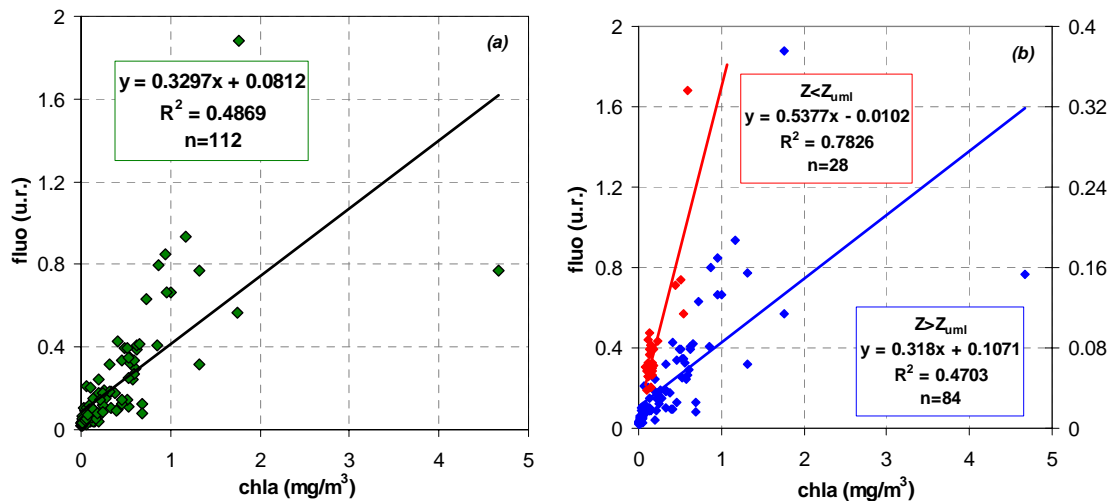 (a)
y = 0.3297x + 0.0812
R² = 0.4869
n=112
2
1.6
1.2
0.8
0.4
0
fluo (u.r.)
0 1 2 3 4 5
chla (mg/m³)
(b)
Z<Zuml
y = 0.5377x - 0.0102
R² = 0.7826
n=28
Z>Zuml
y = 0.318x + 0.1071
R² = 0.4703
n=84
2
1.6
1.2
0.8
0.4
0
fluo (u.r.)
0.4
0.32
0.24
0.16
0.08
0
0 1 2 3 4 5
chla (mg/m³)